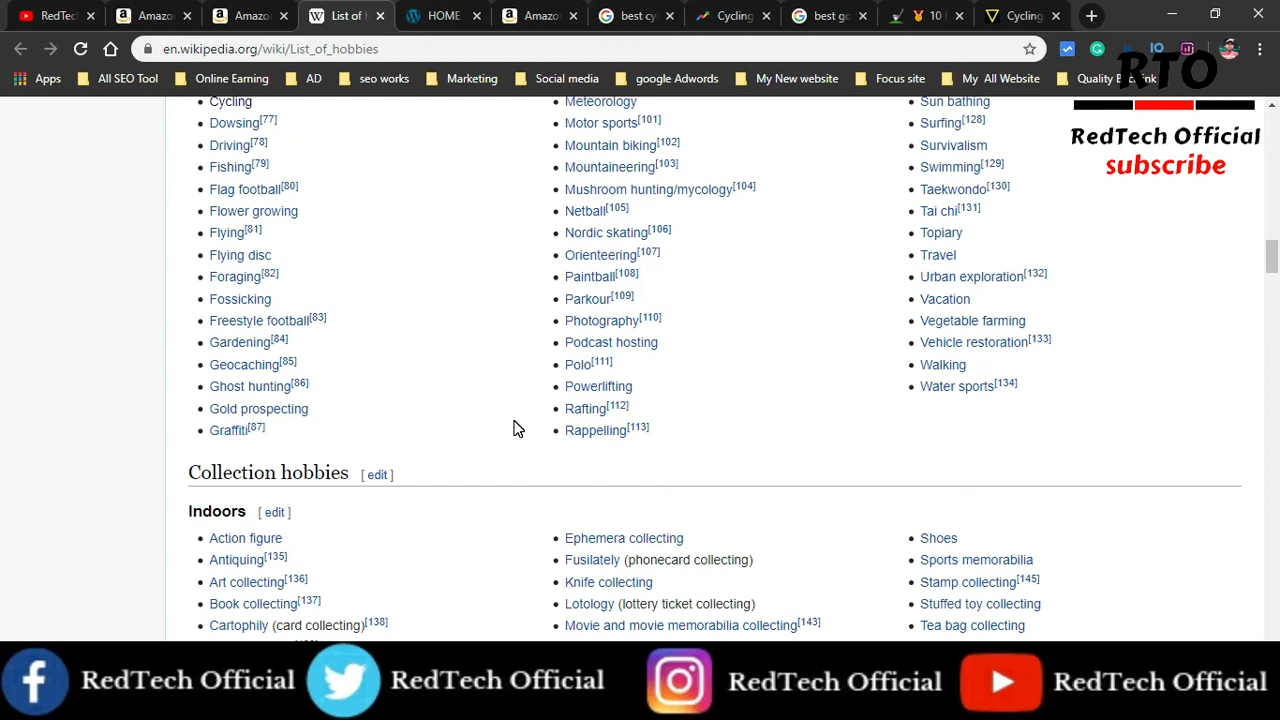 RedTec
Amazo
Amazo
List of I
HOME
Amazo
best cy
Cycling
best go
10 I
Cycling
en.wikipedia.org/wiki/List_of_hobbies
Apps
All SEO Tool
Online Earning
AD
seo works
Marketing
Social media
google Adwords
My New website
Focus site
My All Website
Quality Backlink
RTO
RedTech Official
subscribe
Cycling
Dowsing[77]
Driving[78]
Fishing[79]
Flag football[80]
Flower growing
Flying[81]
Flying disc
Foraging[82]
Fossicking
Freestyle football[83]
Gardening[84]
Geocaching[85]
Ghost hunting[86]
Gold prospecting
Graffiti[87]
Meteorology
Motor sports[101]
Mountain biking[102]
Mountaineering[103]
Mushroom hunting/mycology[104]
Netball[105]
Nordic skating[106]
Orienteering[107]
Paintball[108]
Parkour[109]
Photography[110]
Podcast hosting
Polo[111]
Powerlifting
Rafting[112]
Rappelling[113]
Sun bathing
Surfing[128]
Survivalism
Swimming[129]
Taekwondo[130]
Tai chi[131]
Topiary
Travel
Urban exploration[132]
Vacation
Vegetable farming
Vehicle restoration[133]
Walking
Water sports[134]
Collection hobbies [ edit ]
Indoors [ edit ]
Action figure
Antiquing[135]
Art collecting[136]
Book collecting[137]
Cartophily (card collecting)[138]
Ephemera collecting
Fusilately (phonecard collecting)
Knife collecting
Lotology (lottery ticket collecting)
Movie and movie memorabilia collecting[143]
Shoes
Sports memorabilia
Stamp collecting[145]
Stuffed toy collecting
Tea bag collecting
RedTech Official
RedTech Official
RedTech Official
RedTech Official